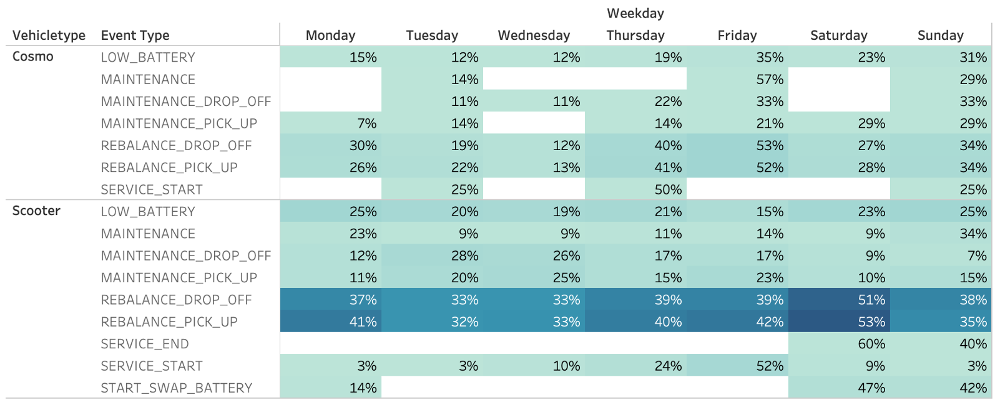 Weekday
Vehicletype Event Type Monday Tuesday Wednesday Thursday Friday Saturday Sunday
Cosmo LOW_BATTERY 15% 12% 12% 19% 35% 23% 31%
MAINTENANCE 14% 57% 29%
MAINTENANCE_DROP_OFF 11% 11% 22% 33% 33%
MAINTENANCE_PICK_UP 7% 14% 14% 21% 29% 29%
REBALANCE_DROP_OFF 30% 19% 12% 40% 53% 27% 34%
REBALANCE_PICK_UP 26% 22% 13% 41% 52% 28% 34%
SERVICE_START 25% 50% 25%
Scooter LOW_BATTERY 25% 20% 19% 21% 15% 23% 25%
MAINTENANCE 23% 9% 9% 11% 14% 9% 34%
MAINTENANCE_DROP_OFF 12% 28% 26% 17% 17% 9% 7%
MAINTENANCE_PICK_UP 11% 20% 25% 15% 23% 10% 15%
REBALANCE_DROP_OFF 37% 33% 33% 39% 39% 51% 38%
REBALANCE_PICK_UP 41% 32% 33% 40% 42% 53% 35%
SERVICE_END 60% 40%
SERVICE_START 3% 3% 10% 24% 52% 9% 3%
START_SWAP_BATTERY 14% 47% 42%